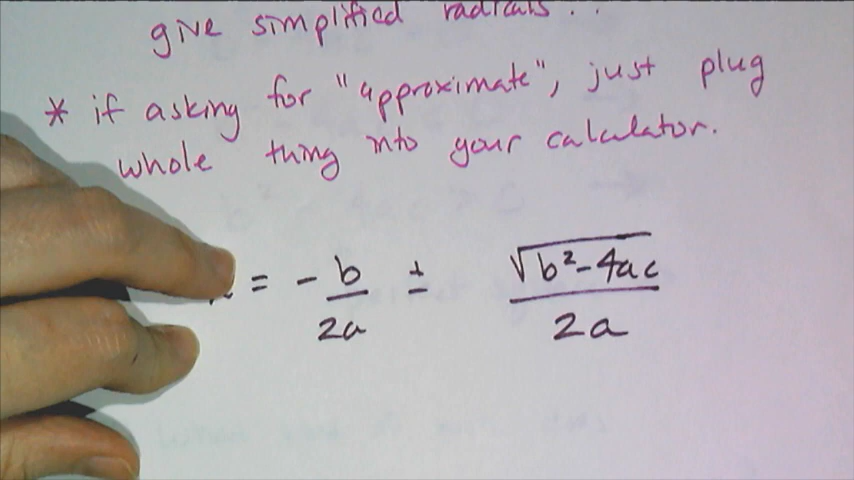 give simplified radicals..
* if asking for "approximate", just plug
whole thing into your calculator.
= - b/2a ± √(b²-4ac)/2a